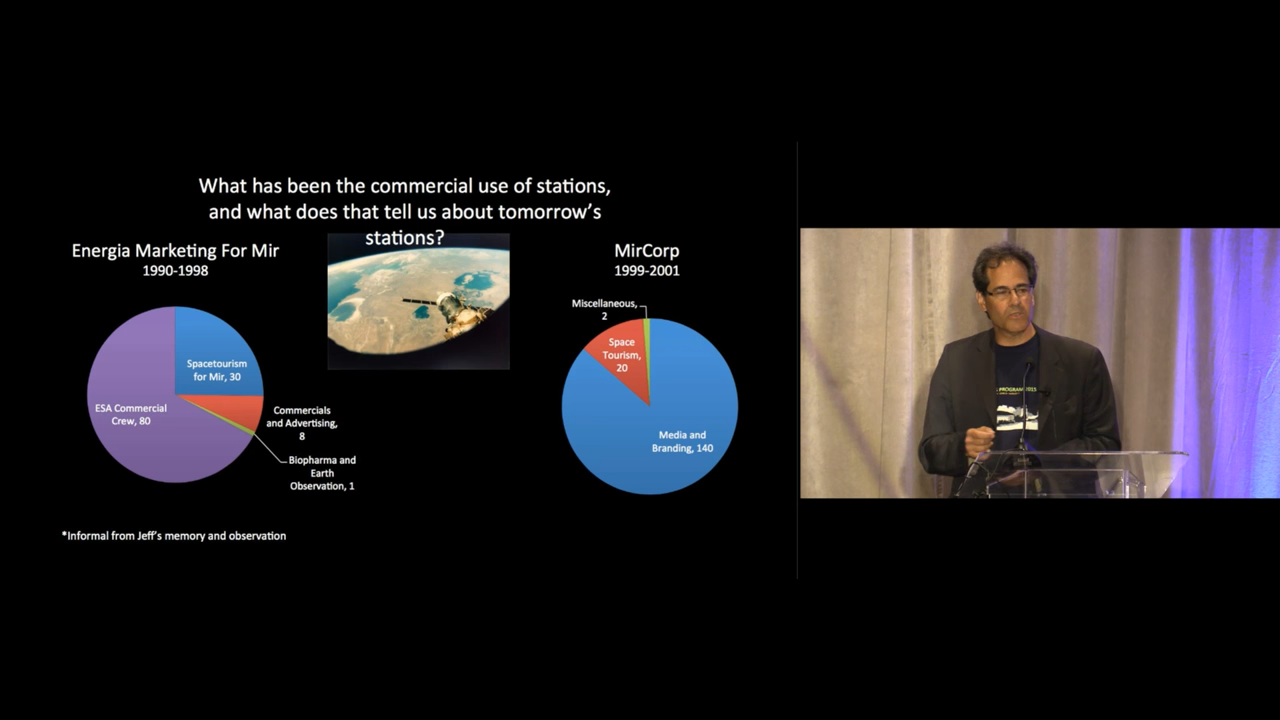 What has been the commercial use of stations,
and what does that tell us about tomorrow's
stations?
Energia Marketing For Mir
1990-1998
MirCorp
1999-2001
Spacetourism
for Mir, 30
ESA Commercial
Crew, 80
Commercials
and Advertising,
8
Biopharma and
Earth
Observation, 1
Miscellaneous,
2
Space
Tourism,
20
Media and
Branding, 140
*Informal from Jeff's memory and observation
PROGRAM